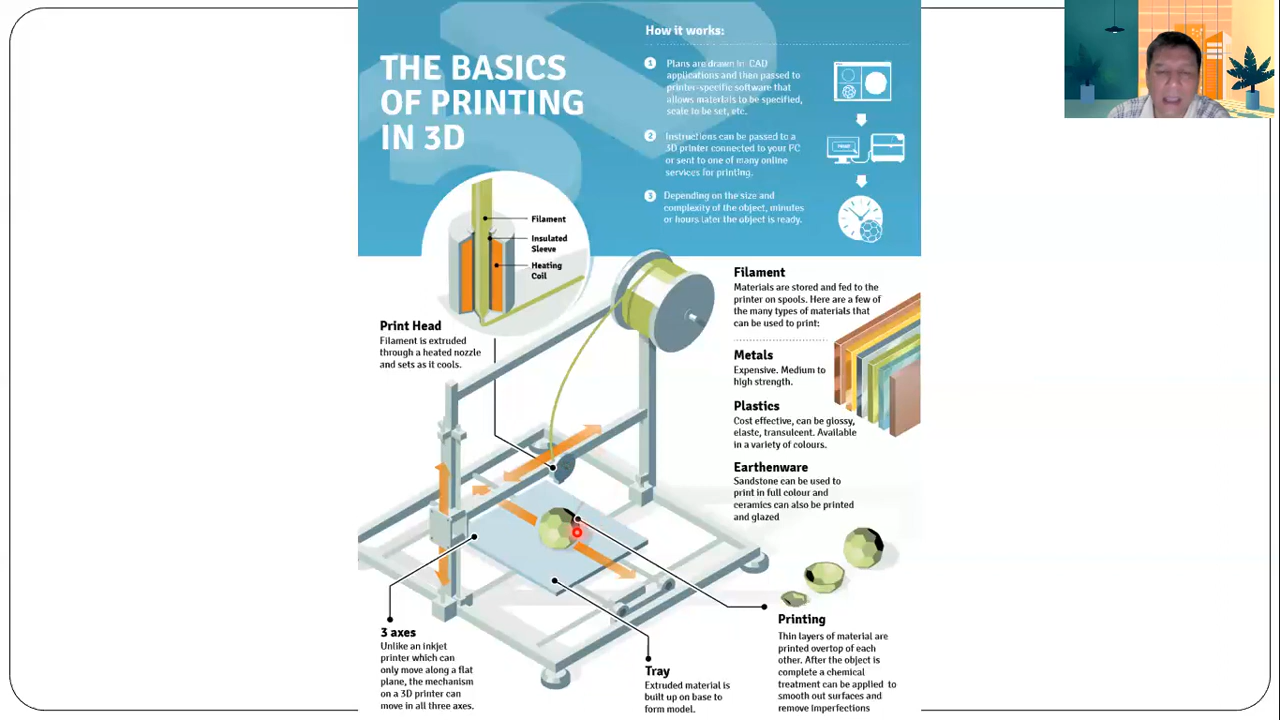 THE BASICS
OF PRINTING
IN 3D
How it works:
1 Plans are drawn in CAD
applications and then passed to
printer-specific software that
allows materials to be specified,
scale to be set, etc.
2 Instructions can be passed to a
3D printer connected to your PC
or sent to one of many online
services for printing.
3 Depending on the size and
complexity of the object, minutes
or hours later the object is ready.
Filament
Insulated
Sleeve
Heating
Coil
Print Head
Filament is extruded
through a heated nozzle
and sets as it cools.
Filament
Materials are stored and fed to the
printer on spools. Here are a few of
the many types of materials that
can be used to print:
Metals
Expensive. Medium to
high strength.
Plastics
Cost effective, can be glossy,
elaste, transulcent. Available
in a variety of colours.
Earthenware
Sandstone can be used to
print in full colour and
ceramics can also be printed
and glazed
3 axes
Unlike an inkjet
printer which can
only move along a flat
plane, the mechanism
on a 3D printer can
move in all three axes.
Tray
Extruded material is
built up on base to
form model.
Printing
Thin layers of material are
printed overtop of each
other. After the object is
complete a chemical
treatment can be applied to
smooth out surfaces and
remove imperfections